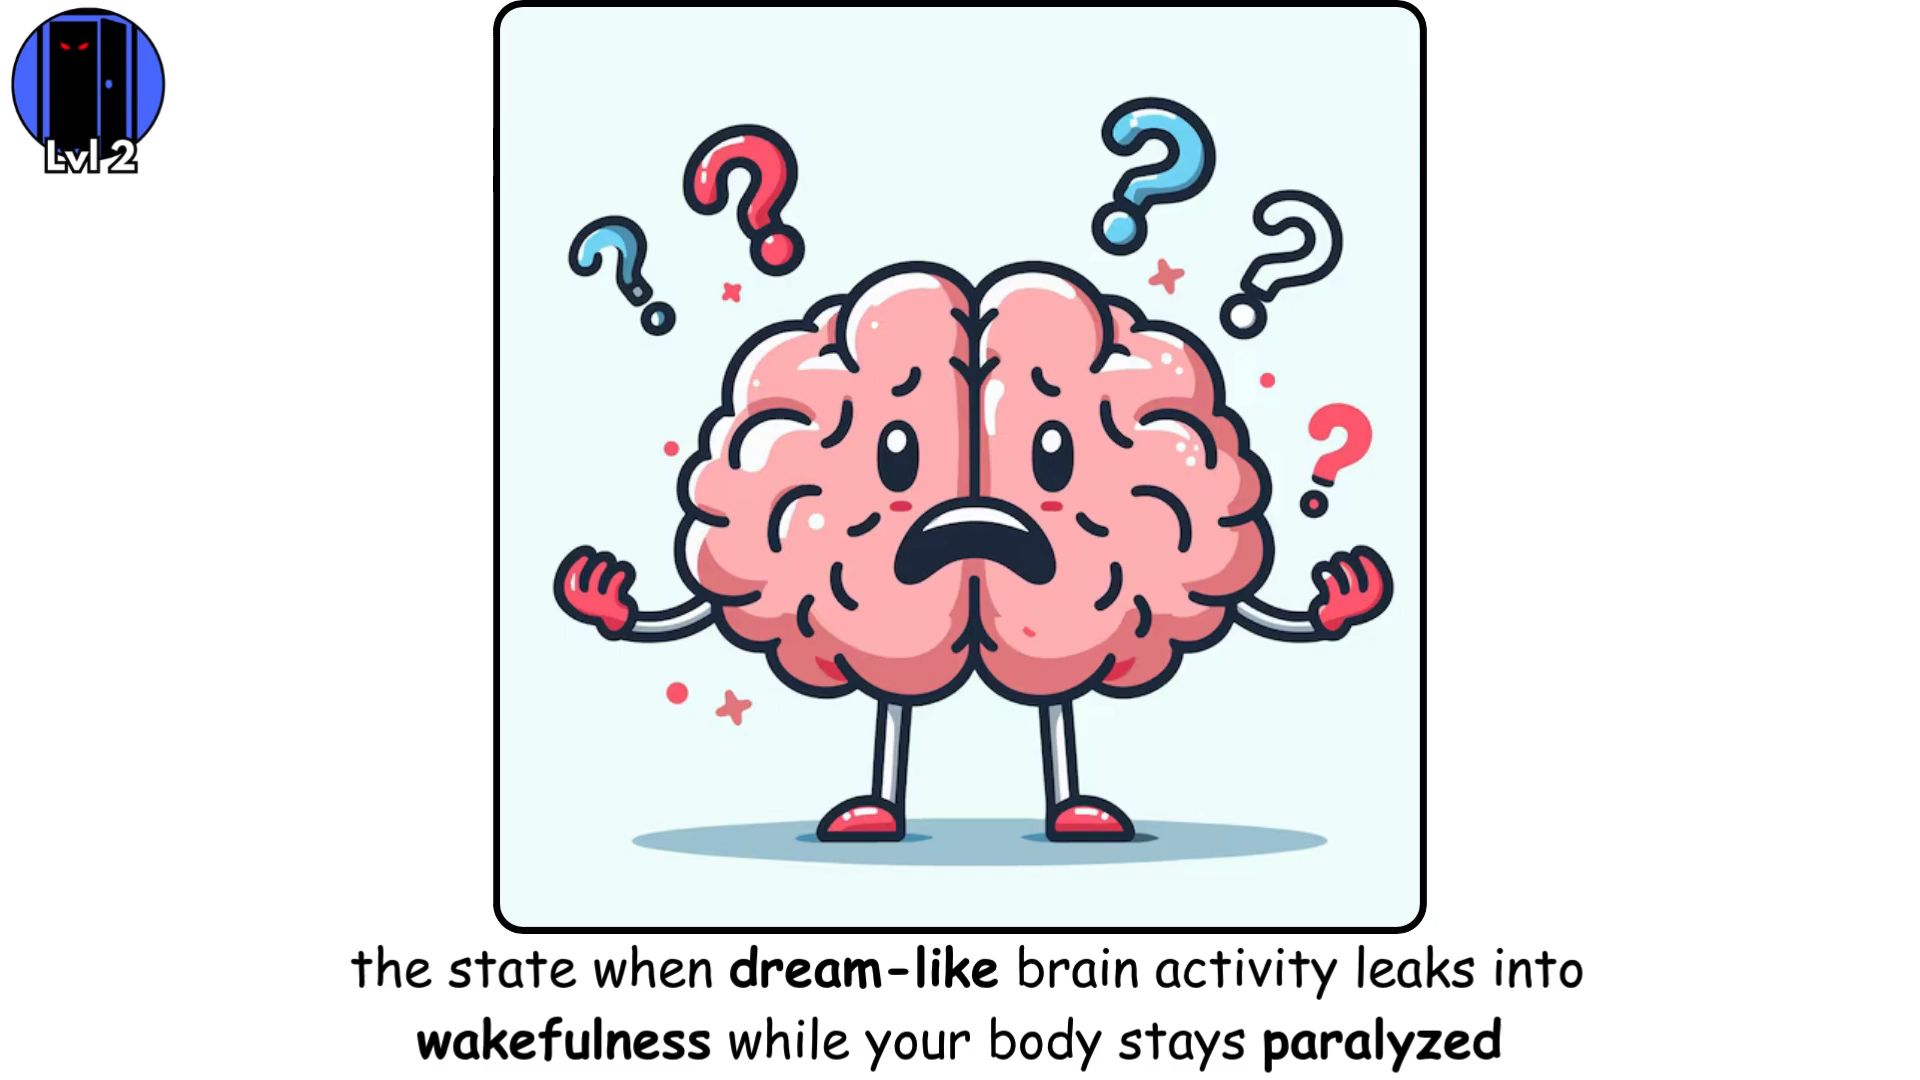 Lvl 2
? ? ? ? ?
the state when dream-like brain activity leaks into
wakefulness while your body stays paralyzed